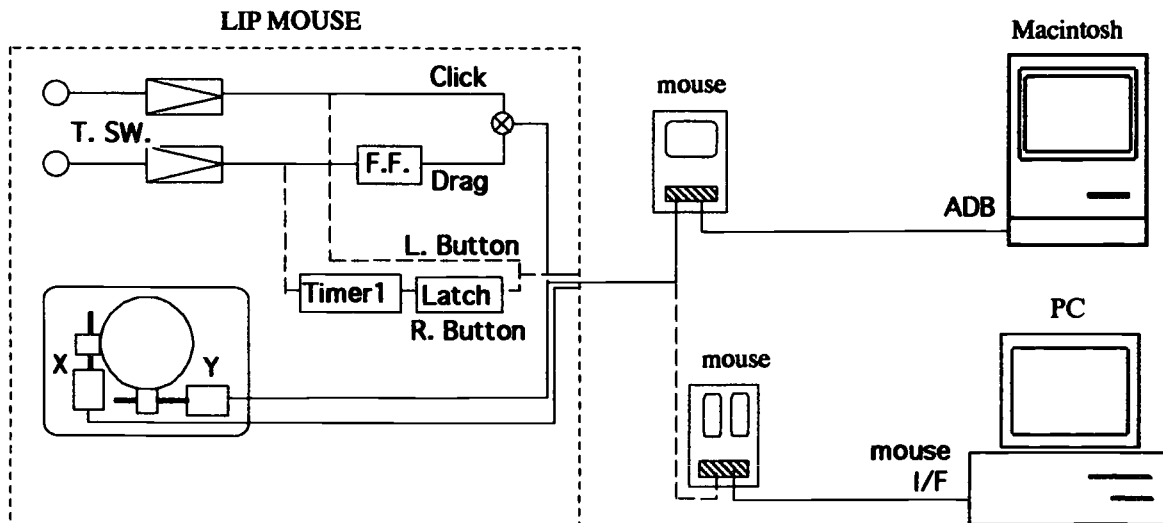 LIP MOUSE
Macintosh
Click
mouse
T. SW.
F.F.
Drag
ADB
L. Button
Timer1
Latch
R. Button
PC
X
Y
mouse
mouse
I/F